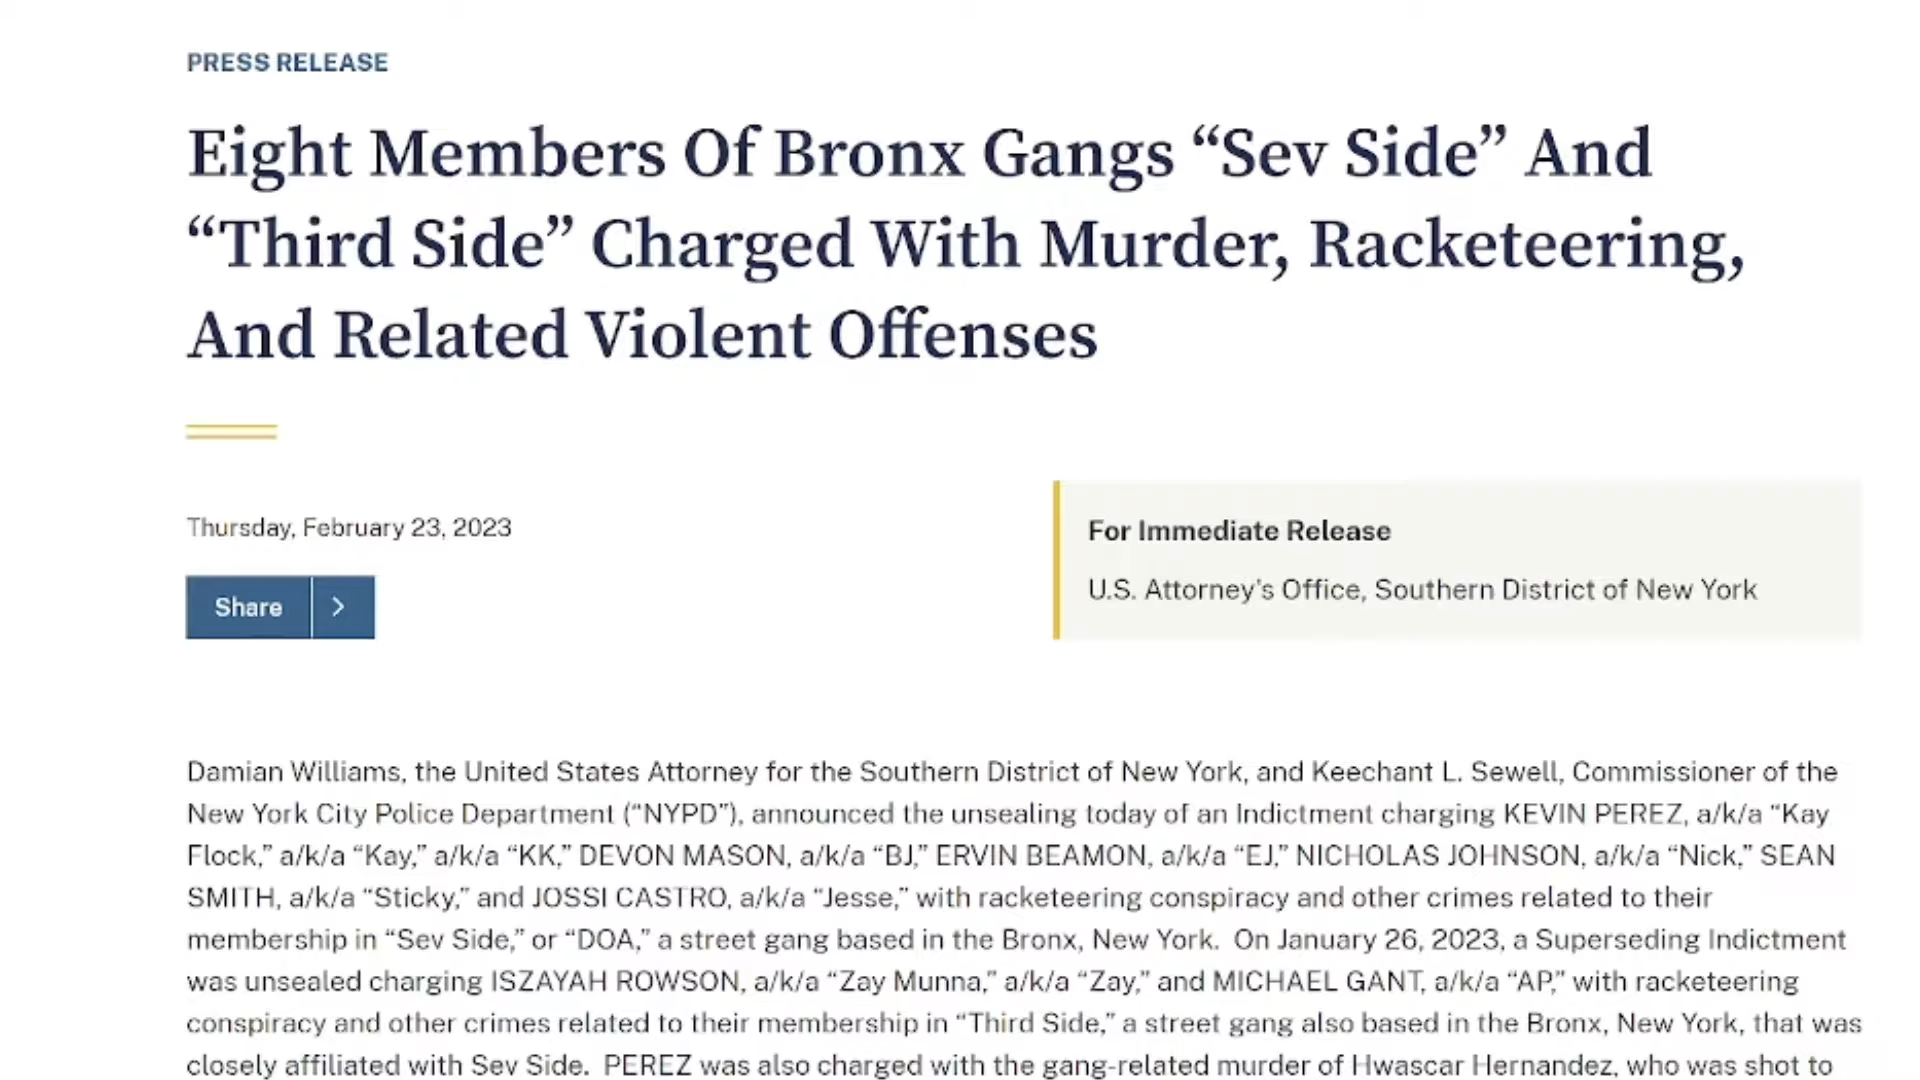 PRESS RELEASE
Eight Members Of Bronx Gangs “Sev Side” And
“Third Side” Charged With Murder, Racketeering,
And Related Violent Offenses
Thursday, February 23, 2023
For Immediate Release
U.S. Attorney's Office, Southern District of New York
Share
Damian Williams, the United States Attorney for the Southern District of New York, and Keechant L. Sewell, Commissioner of the
New York City Police Department (“NYPD”), announced the unsealing today of an Indictment charging KEVIN PEREZ, a/k/a “Kay
Flock,” a/k/a “Kay,” a/k/a “KK,” DEVON MASON, a/k/a “BJ,” ERVIN BEAMON, a/k/a “EJ,” NICHOLAS JOHNSON, a/k/a “Nick,” SEAN
SMITH, a/k/a “Sticky,” and JOSSI CASTRO, a/k/a “Jesse,” with racketeering conspiracy and other crimes related to their
membership in “Sev Side,” or “DOA,” a street gang based in the Bronx, New York.  On January 26, 2023, a Superseding Indictment
was unsealed charging ISZAYAH ROWSON, a/k/a “Zay Munna,” a/k/a “Zay,” and MICHAEL GANT, a/k/a “AP,” with racketeering
conspiracy and other crimes related to their membership in “Third Side,” a street gang also based in the Bronx, New York, that was
closely affiliated with Sev Side.  PEREZ was also charged with the gang-related murder of Hwascar Hernandez, who was shot to